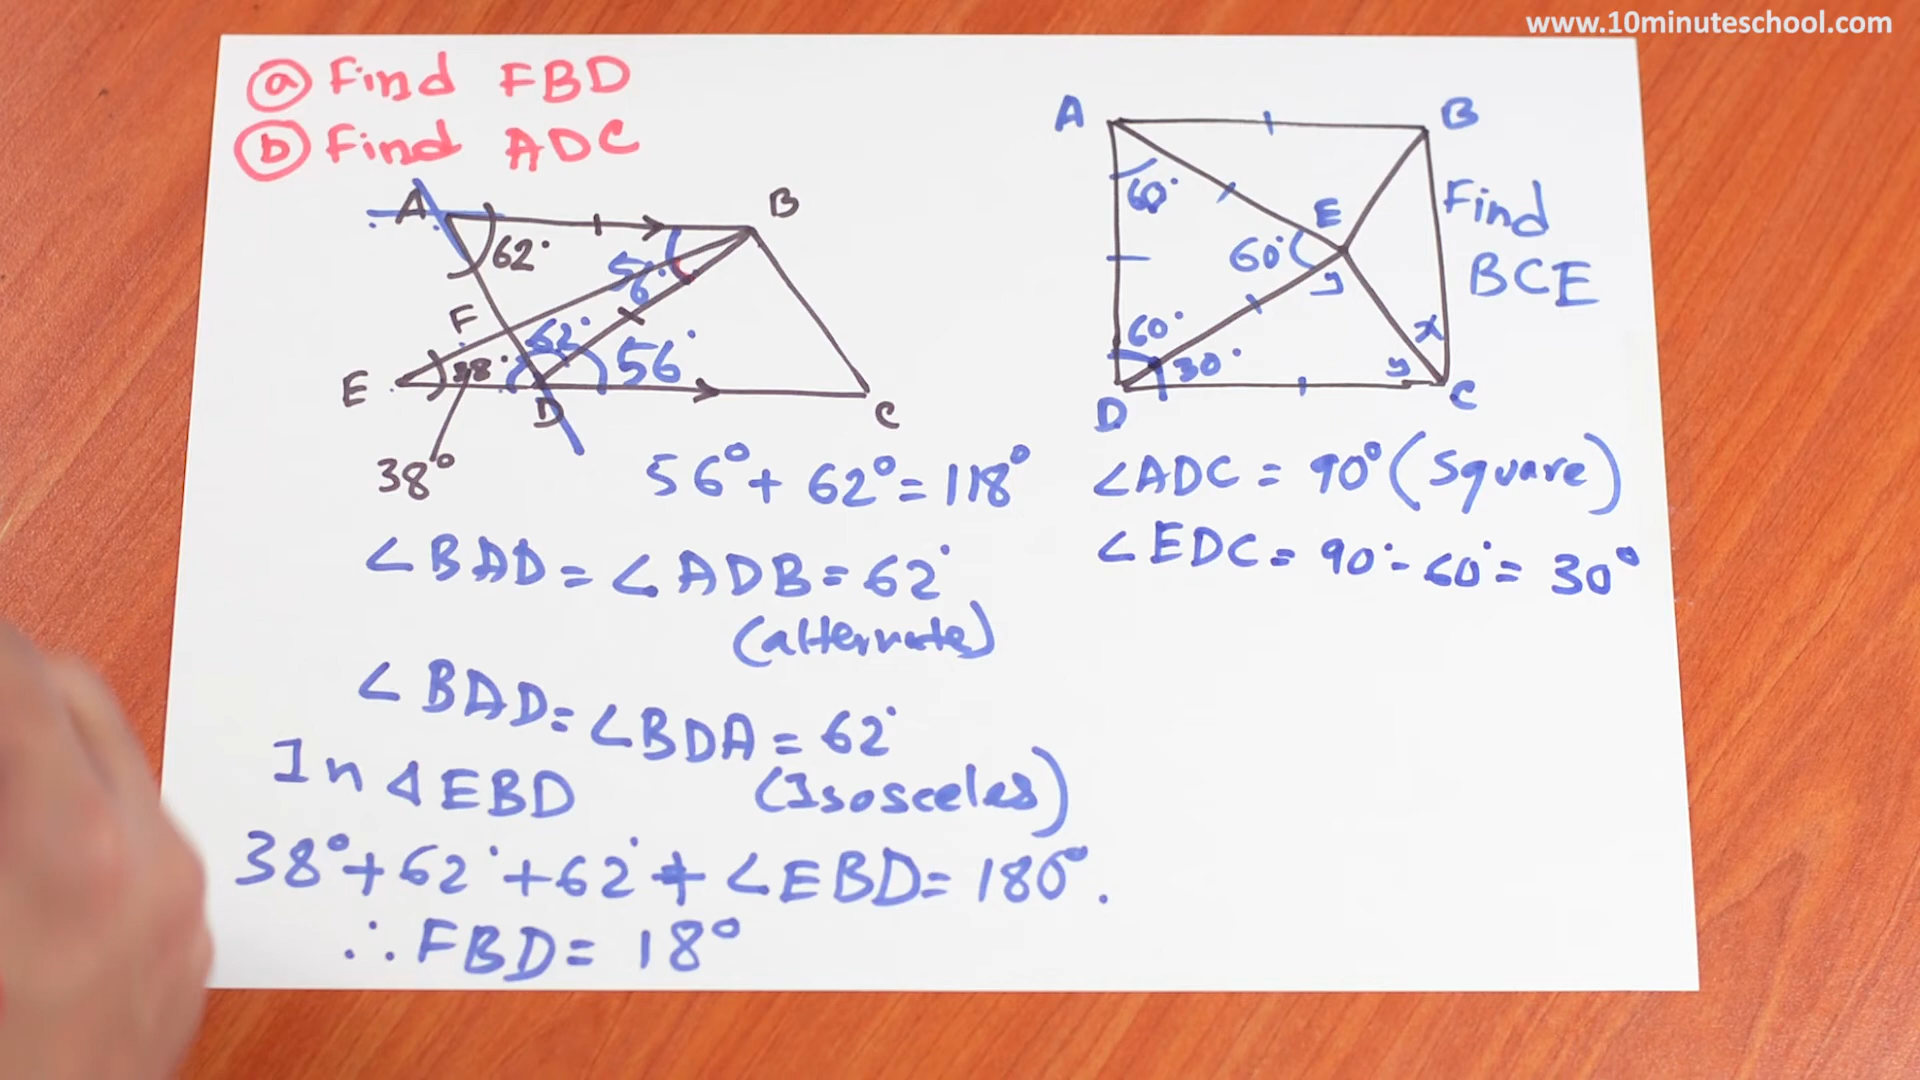 www.10minuteschool.com
ⓐ Find FBD
ⓑ Find ADC
A
B
62°
56°
F
62°
56°
E
38°
D
C
38°
56° + 62° = 118°
∠BAD = ∠ADB = 62°
(alternate)
∠BAD = ∠BDA = 62°
(Isosceles)
In △EBD
38° + 62° + 62° + ∠EBD = 180°.
∴ FBD = 18°
A
B
60°
E
Find
BCE
60°
y
60°
x
30°
y
D
C
∠ADC = 90° (Square)
∠EDC = 90° - 60° = 30°